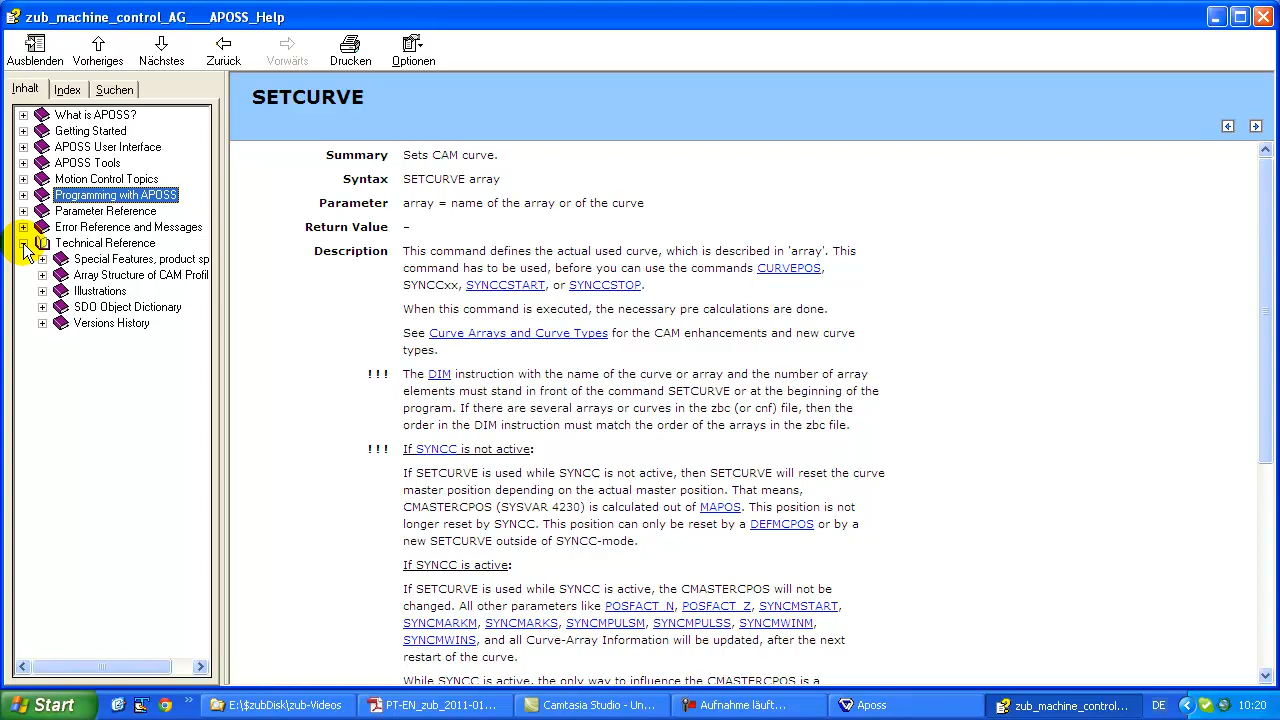 zub_machine_control_AG___APOSS_Help
Ausblenden Vorheriges Nächstes Zurück Vorwärts Drucken Optionen
Inhalt Index Suchen
What is APOSS?
Getting Started
APOSS User Interface
APOSS Tools
Motion Control Topics
Programming with APOSS
Parameter Reference
Error Reference and Messages
Technical Reference
Special Features, product sp
Array Structure of CAM Profil
Illustrations
SDO Object Dictionary
Versions History
SETCURVE
Summary Sets CAM curve.
Syntax SETCURVE array
Parameter array = name of the array or of the curve
Return Value –
Description This command defines the actual used curve, which is described in 'array'. This
command has to be used, before you can use the commands CURVEPOS,
SYNCCxx, SYNCCSTART, or SYNCCSTOP.
When this command is executed, the necessary pre calculations are done.
See Curve Arrays and Curve Types for the CAM enhancements and new curve
types.
!!! The DIM instruction with the name of the curve or array and the number of array
elements must stand in front of the command SETCURVE or at the beginning of the
program. If there are several arrays or curves in the zbc (or cnf) file, then the
order in the DIM instruction must match the order of the arrays in the zbc file.
!!! If SYNCC is not active:
If SETCURVE is used while SYNCC is not active, then SETCURVE will reset the curve
master position depending on the actual master position. That means,
CMASTERCPOS (SYSVAR 4230) is calculated out of MAPOS. This position is not
longer reset by SYNCC. This position can only be reset by a DEFMCPOS or by a
new SETCURVE outside of SYNCC-mode.
If SYNCC is active:
If SETCURVE is used while SYNCC is active, the CMASTERCPOS will not be
changed. All other parameters like POSFACT_N, POSFACT_Z, SYNCMSTART,
SYNCMARKM, SYNCMARKS, SYNCMPULSM, SYNCMPULSS, SYNCMWINM,
SYNCMWINS, and all Curve-Array Information will be updated, after the next
restart of the curve.
While SYNCC is active, the only way to influence the CMASTERCPOS is a
Start » E:\$zubDisk\zub-Videos PT-EN_zub_2011-01... Camtasia Studio - Un... Aufnahme läuft... Aposs zub_machine_control... DE 10:20